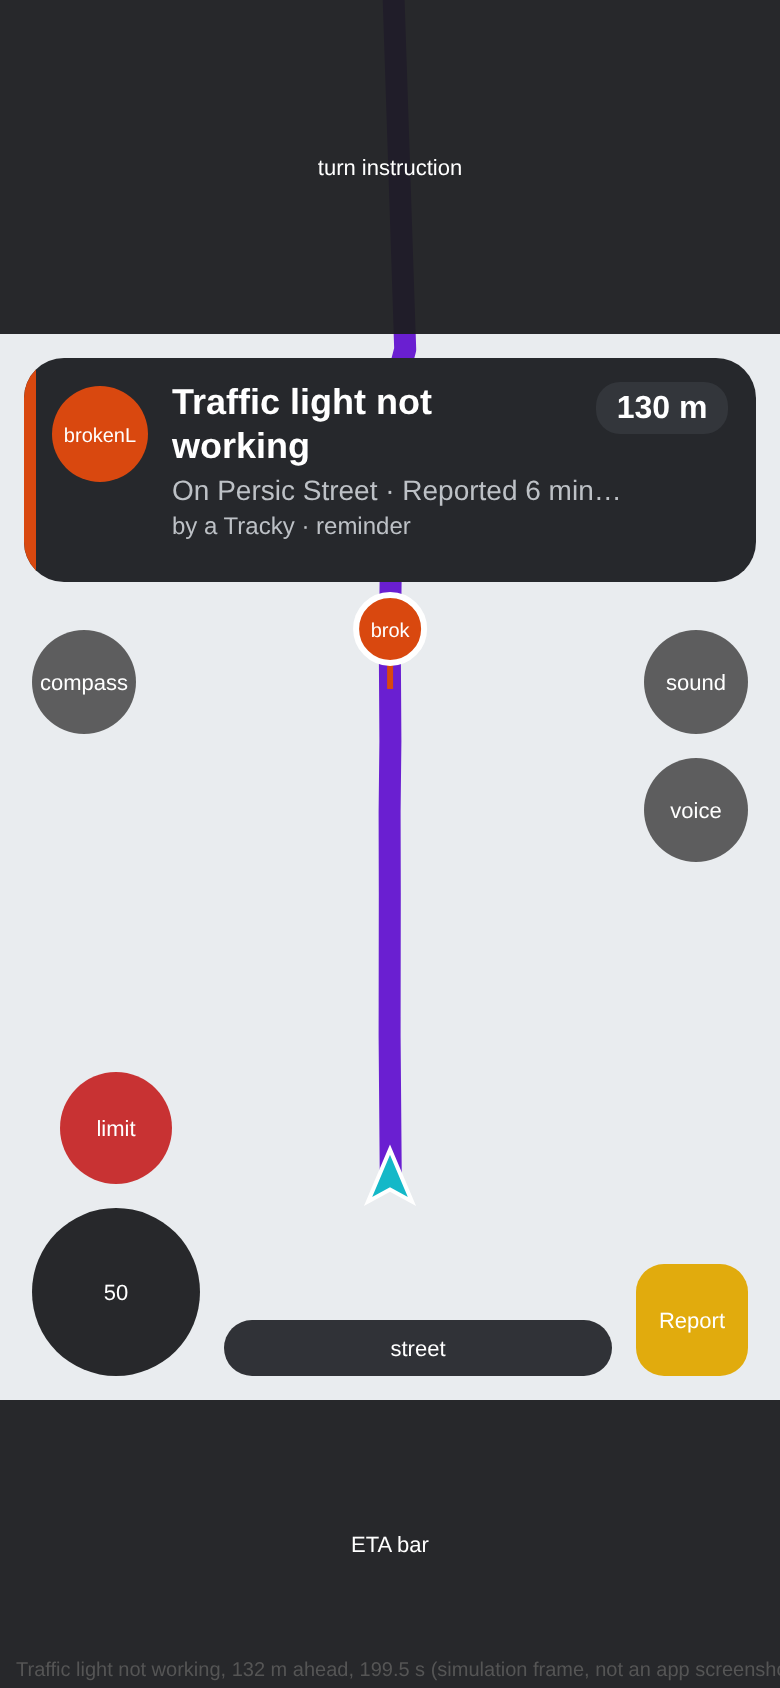 turn instruction
brokenL
Traffic light not
working
130 m
On Persic Street · Reported 6 min…
by a Tracky · reminder
brok
compass
sound
voice
limit
50
street
Report
ETA bar
Traffic light not working, 132 m ahead, 199.5 s (simulation frame, not an app